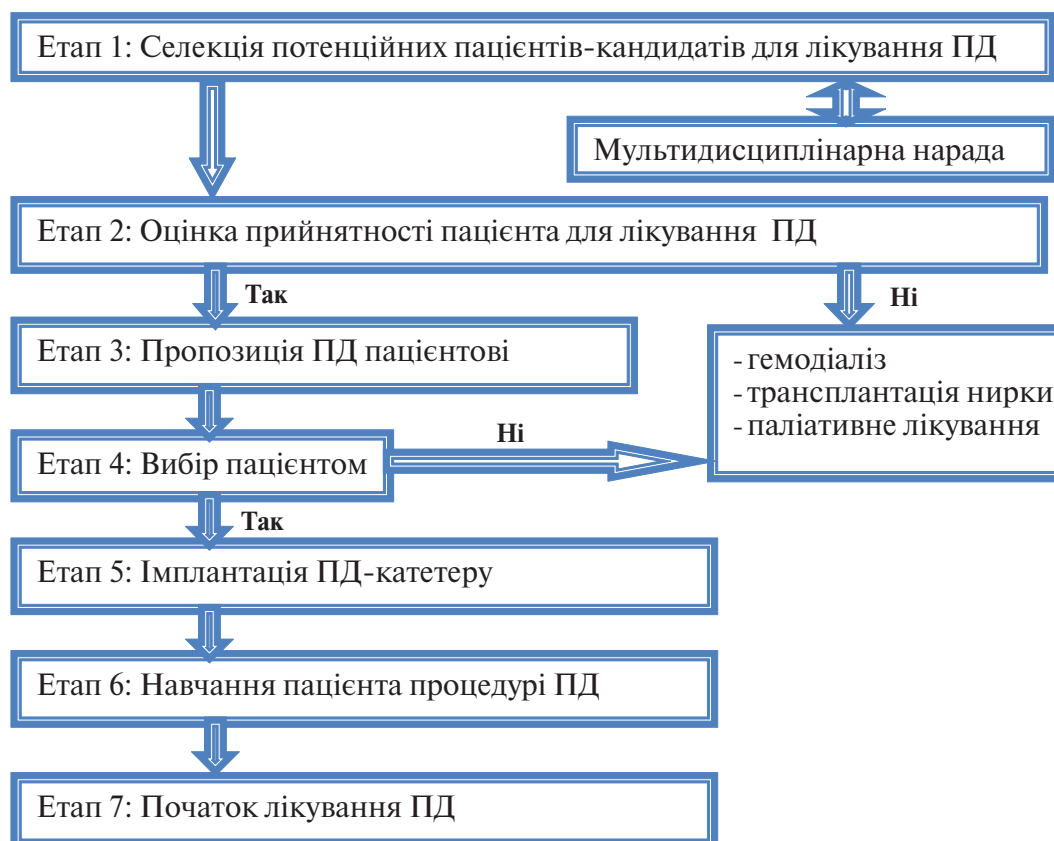 Етап 1: Селекція потенційних пацієнтів-кандидатів для лікування ПД
Мультидисциплінарна нарада
Етап 2: Оцінка прийнятності пацієнта для лікування ПД
Так
Ні
Етап 3: Пропозиція ПД пацієнтові
- гемодіаліз
- трансплантація нирки
- паліативне лікування
Ні
Етап 4: Вибір пацієнтом
Так
Етап 5: Імплантація ПД-катетеру
Етап 6: Навчання пацієнта процедурі ПД
Етап 7: Початок лікування ПД